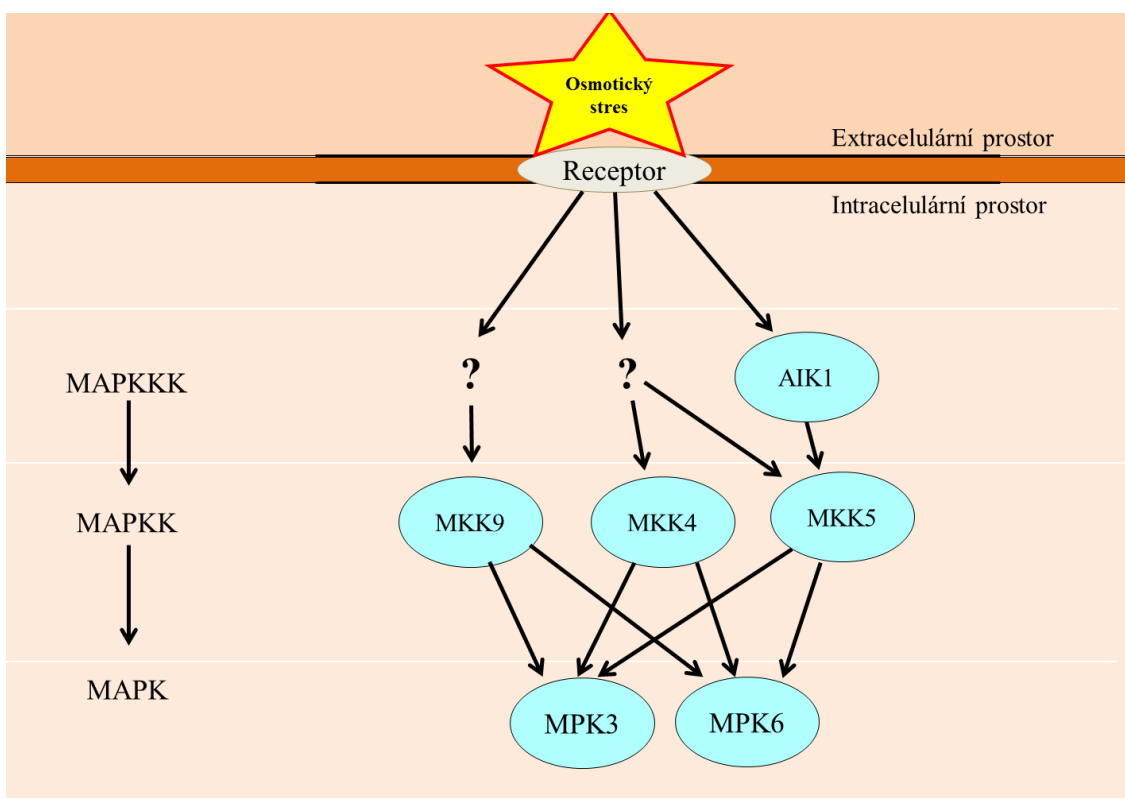 Osmotický
stres
Extracelulární prostor
Receptor
Intracelulární prostor
MAPKKK
?
?
AIK1
MAPKK
MKK9
MKK4
MKK5
MAPK
MPK3
MPK6